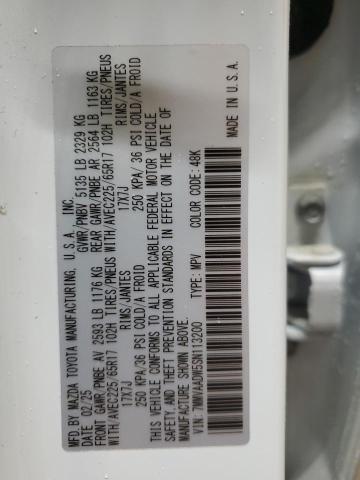 MFD BY MAZDA TOYOTA MANUFACTURING, U.S.A., INC.
DATE: 02/25 GVWR/PNBV 5135 LB 2329 KG
FRONT GAWR/PNBE AV 2593 LB 1176 KG REAR GAWR/PNBE AR 2564 LB 1163 KG
WITH/AVEC225/65R17 102H TIRES/PNEUS WITH/AVEC225/65R17 102H TIRES/PNEUS
17X7J RIMS/JANTES 17X7J RIMS/JANTES
250 KPA/36 PSI COLD/A FROID 250 KPA/36 PSI COLD/A FROID
THIS VEHICLE CONFORMS TO ALL APPLICABLE FEDERAL MOTOR VEHICLE
SAFETY, AND THEFT PREVENTION STANDARDS IN EFFECT ON THE DATE OF
MANUFACTURE SHOWN ABOVE.
VIN: 7MMVAADW5SN113200 TYPE: MPV COLOR CODE: 48K MADE IN U.S.A.